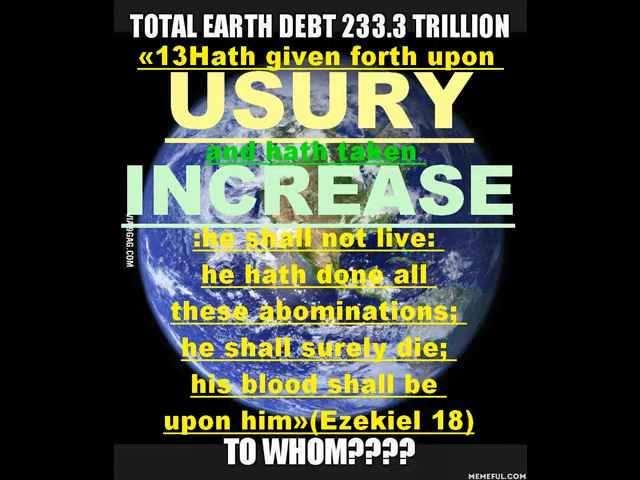 TOTAL EARTH DEBT 233.3 TRILLION
«13Hath given forth upon
USURY
and hath taken
INCREASE
:he shall not live:
he hath done all
these abominations;
he shall surely die;
his blood shall be
upon him»(Ezekiel 18)
TO WHOM????
VIA 9GAG.COM
MEMEFUL.COM